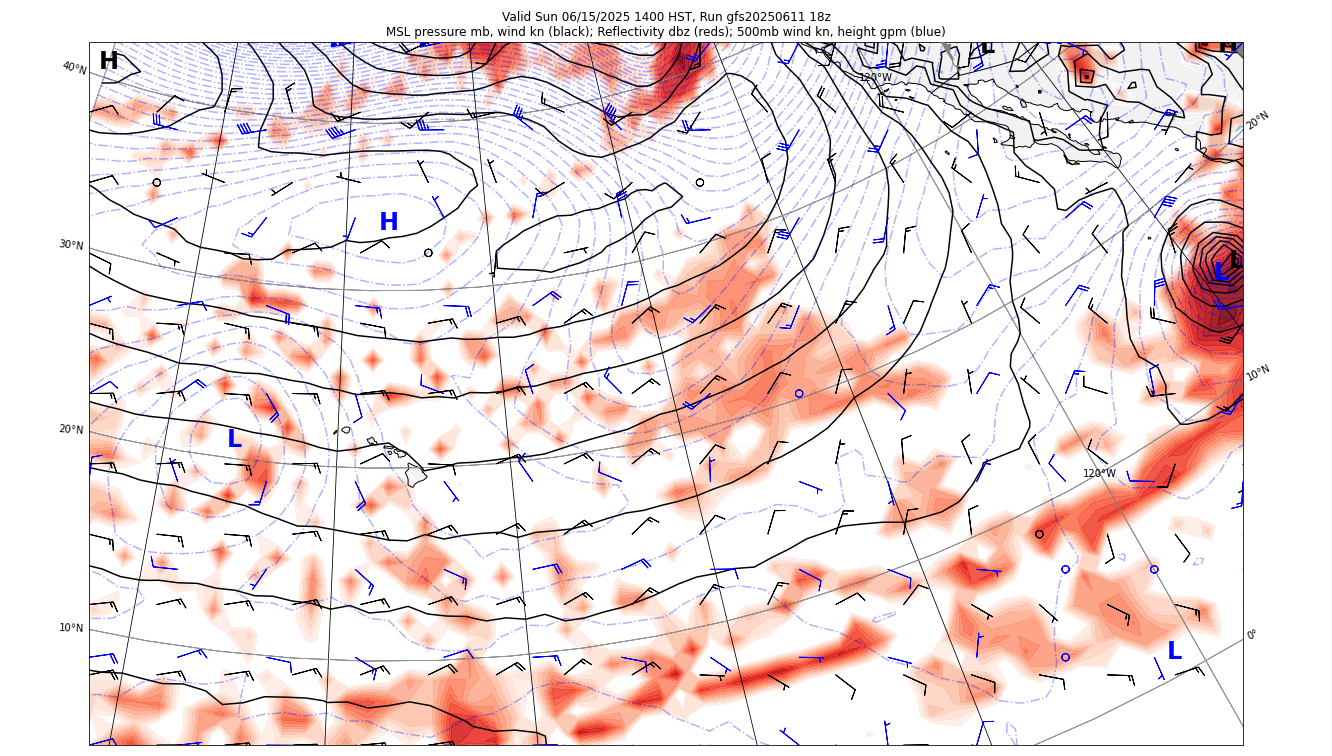 Valid Sun 06/15/2025 1400 HST, Run gfs20250611 18z
MSL pressure mb, wind kn (black); Reflectivity dbz (reds); 500mb wind kn, height gpm (blue)
H
L
H
40°N
120°W
20°N
H
30°N
L
L
10°N
20°N
L
120°W
10°N
0°
L